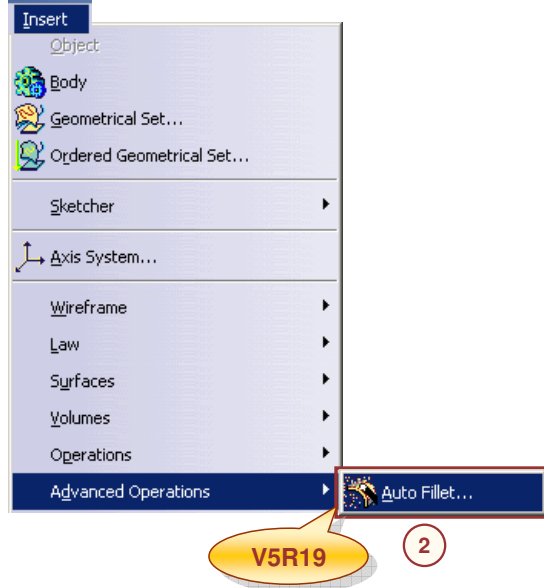 Insert
Object
Body
Geometrical Set...
Ordered Geometrical Set...
Sketcher
Axis System...
Wireframe
Law
Surfaces
Volumes
Operations
Advanced Operations
Auto Fillet...
V5R19
2